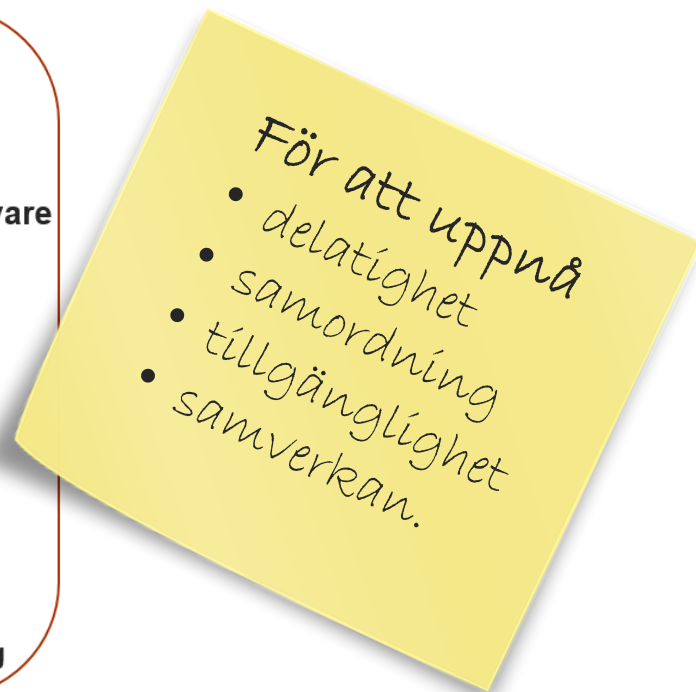 vare
För att uppnå
• delatighet
• samordning
• tillgänglighet
• samverkan.
g